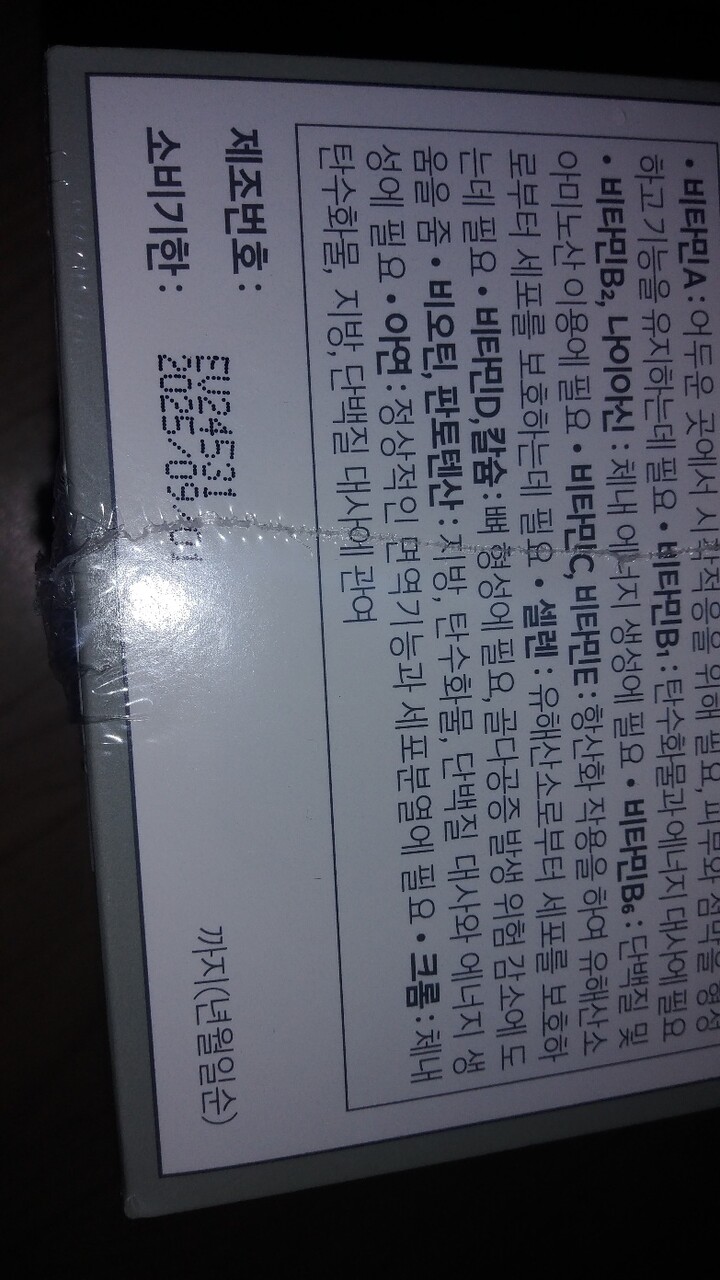 • 비타민A : 어두운 곳에서 시각적응을 위해 필요, 피부와 점막을 형성
하고 기능을 유지하는데 필요 • 비타민B₁ : 탄수화물과 에너지 대사에 필요
• 비타민B₂, 나이아신 : 체내 에너지 생성에 필요 • 비타민B₆ : 단백질 및
아미노산 이용에 필요 • 비타민C, 비타민E : 항산화 작용을 하여 유해산소
로부터 세포를 보호하는데 필요 • 셀렌 : 유해산소로부터 세포를 보호하
는데 필요 • 비타민D, 칼슘 : 뼈 형성에 필요, 골다공증 발생 위험 감소에 도
움을 줌 • 비오틴, 판토텐산 : 지방, 탄수화물, 단백질 대사와 에너지 생
성에 필요 • 아연 : 정상적인 면역기능과 세포분열에 필요 • 크롬 : 체내
탄수화물, 지방, 단백질 대사에 관여
제조번호 : EV24531
소비기한 : 2025/09/01 까지(년월일순)